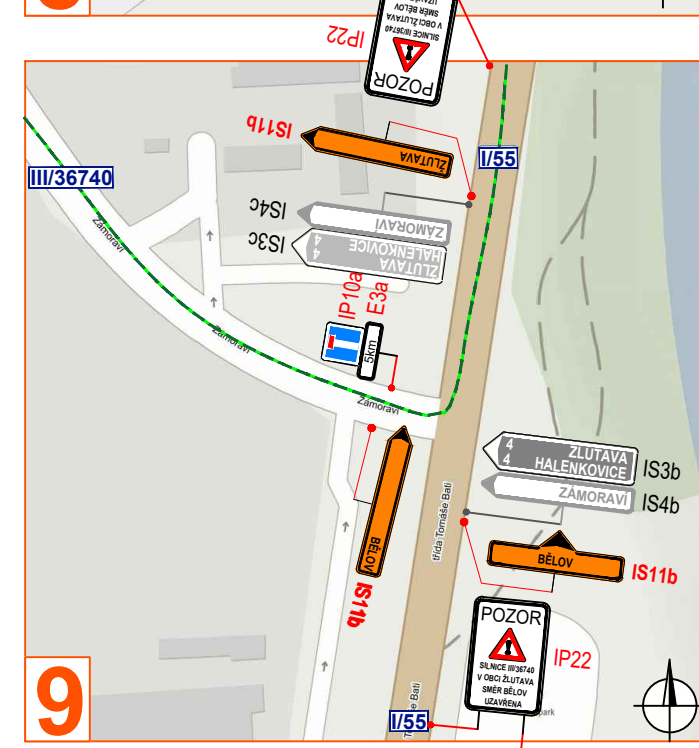 POZOR
SILNICE III/36740
V OBCI ŽLUTAVA
SMĚR BĚLOV
IP22
IS11b
ŽLUTAVA
I/55
III/36740
Zámoraví
IS4c
ZÁMORAVÍ
IS3c
ŽLUTAVA 4
HALENKOVICE 4
IP10a
E3a
5km
Zámoraví
Zámoraví
BĚLOV
IS11b
třída Tomáše Bati
4 ŽLUTAVA
4 HALENKOVICE
IS3b
ZÁMORAVÍ
IS4b
BĚLOV
IS11b
POZOR
SILNICE III/36740
V OBCI ŽLUTAVA
SMĚR BĚLOV
UZAVŘENA
IP22
park
I/55
9